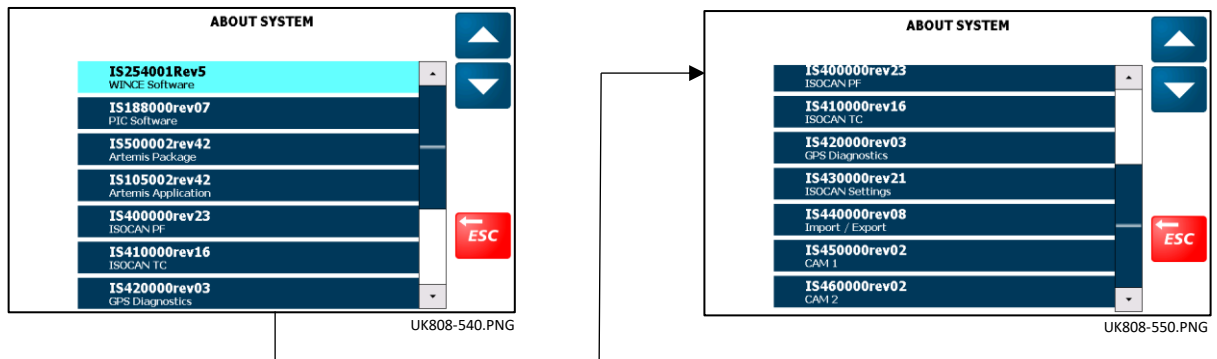 ABOUT SYSTEM
IS254001Rev5
WINCE Software
IS188000rev07
PIC Software
IS500002rev42
Artemis Package
IS105002rev42
Artemis Application
IS400000rev23
ISOCAN PF
IS410000rev16
ISOCAN TC
IS420000rev03
GPS Diagnostics
ESC
UK808-540.PNG
ABOUT SYSTEM
IS400000rev23
ISOCAN PF
IS410000rev16
ISOCAN TC
IS420000rev03
GPS Diagnostics
IS430000rev21
ISOCAN Settings
IS440000rev08
Import / Export
IS450000rev02
CAM 1
IS460000rev02
CAM 2
ESC
UK808-550.PNG